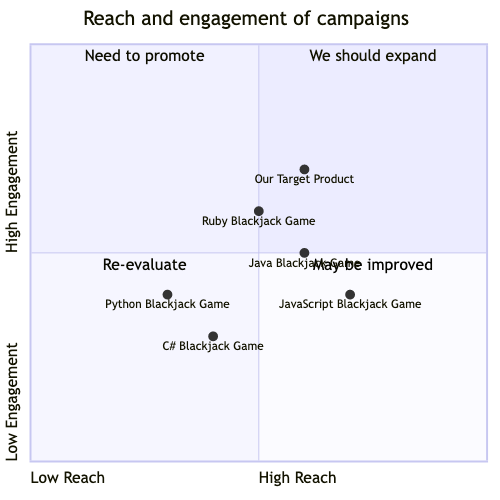 Reach and engagement of campaigns
Need to promote
We should expand
Our Target Product
Ruby Blackjack Game
Java Blackjack Game
Re-evaluate
May be improved
Python Blackjack Game
JavaScript Blackjack Game
C# Blackjack Game
High Engagement
Low Engagement
Low Reach
High Reach